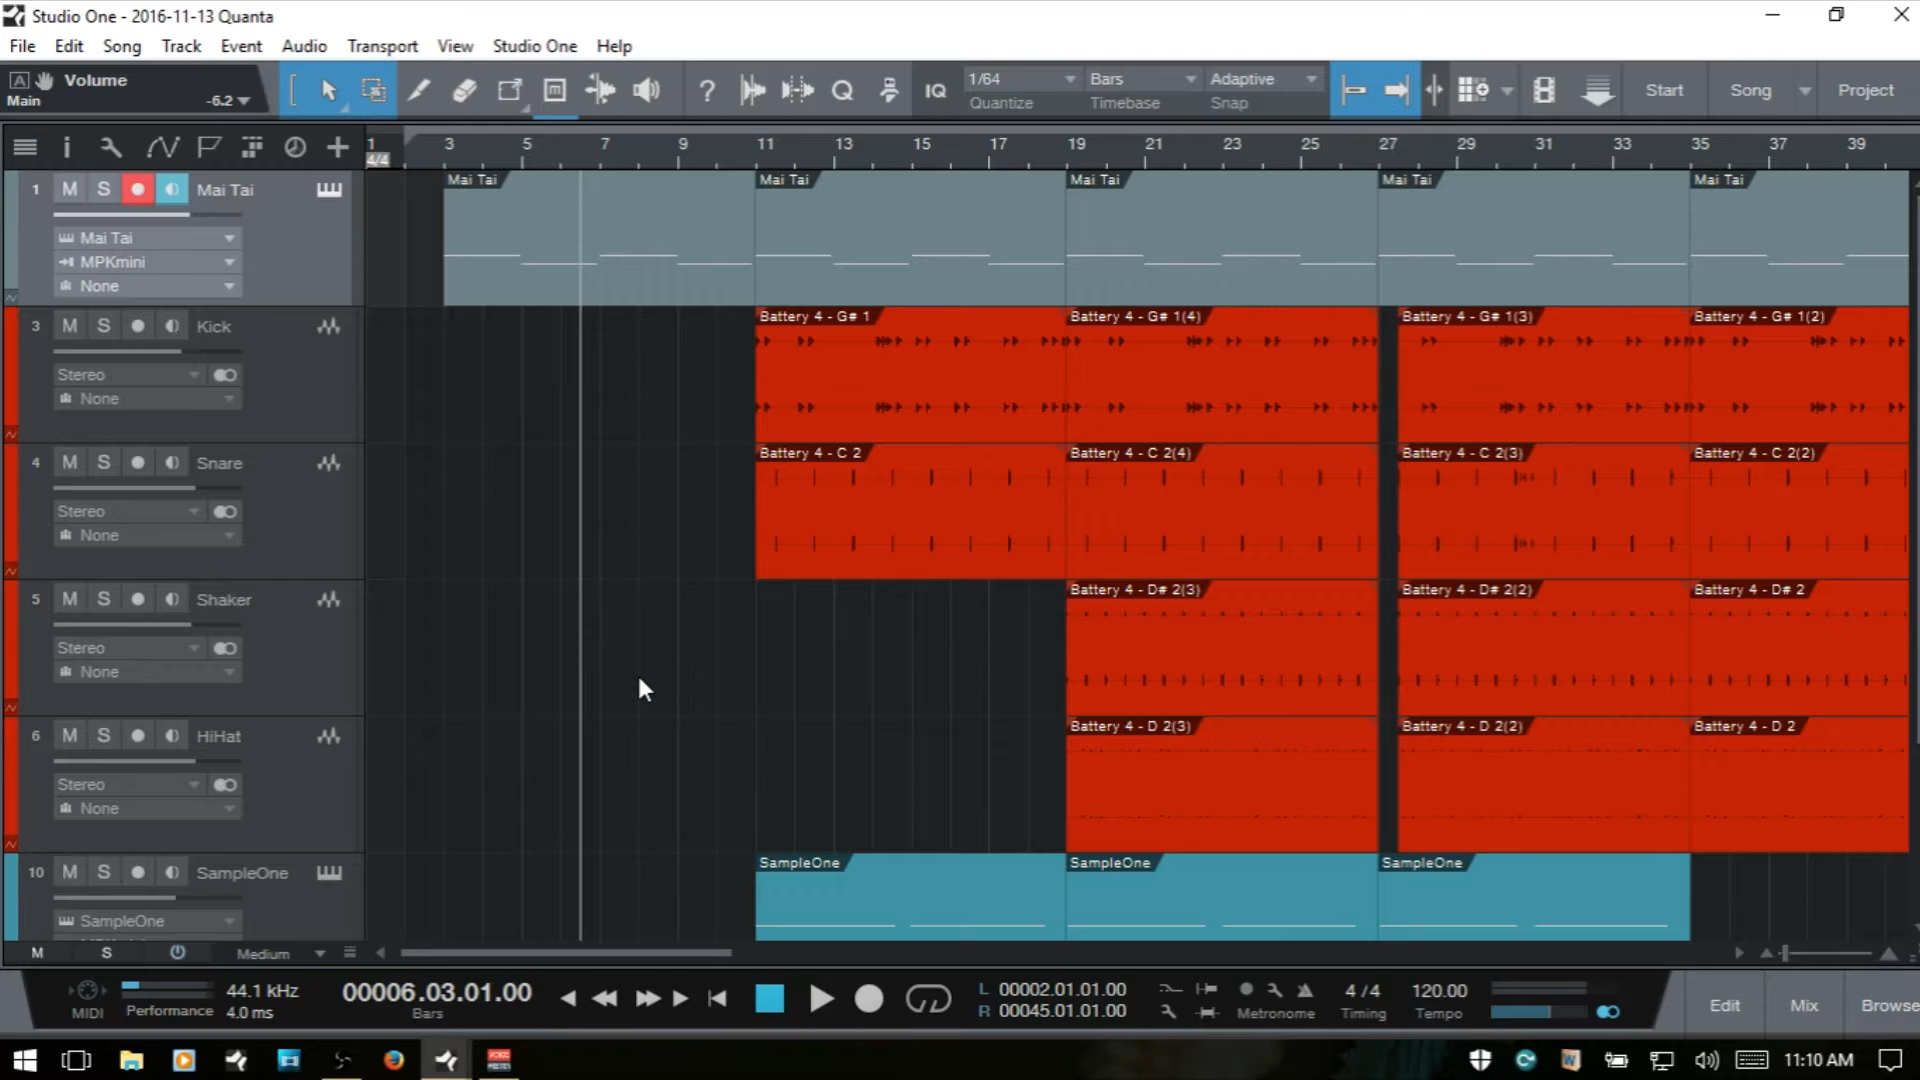 Studio One - 2016-11-13 Quanta
File Edit Song Track Event Audio Transport View Studio One Help
A Volume
Main -6.2
? Q IQ
1/64 Bars Adaptive
Quantize Timebase Snap
Start Song Project
1 3 5 7 9 11 13 15 17 19 21 23 25 27 29 31 33 35 37 39
4/4
1 M S Mai Tai
Mai Tai
MPKmini
None
Mai Tai Mai Tai Mai Tai Mai Tai Mai Tai
3 M S Kick
Stereo
None
Battery 4 - G# 1 Battery 4 - G# 1(4) Battery 4 - G# 1(3) Battery 4 - G# 1(2)
4 M S Snare
Stereo
None
Battery 4 - C 2 Battery 4 - C 2(4) Battery 4 - C 2(3) Battery 4 - C 2(2)
5 M S Shaker
Stereo
None
Battery 4 - D# 2(3) Battery 4 - D# 2(2) Battery 4 - D# 2
6 M S HiHat
Stereo
None
Battery 4 - D 2(3) Battery 4 - D 2(2) Battery 4 - D 2
10 M S SampleOne
SampleOne
SampleOne SampleOne SampleOne
M S Medium
MIDI Performance
44.1 kHz
4.0 ms
00006.03.01.00
Bars
L 00002.01.01.00
R 00045.01.01.00
Metronome
4 / 4
Timing
120.00
Tempo
Edit Mix Browse
11:10 AM